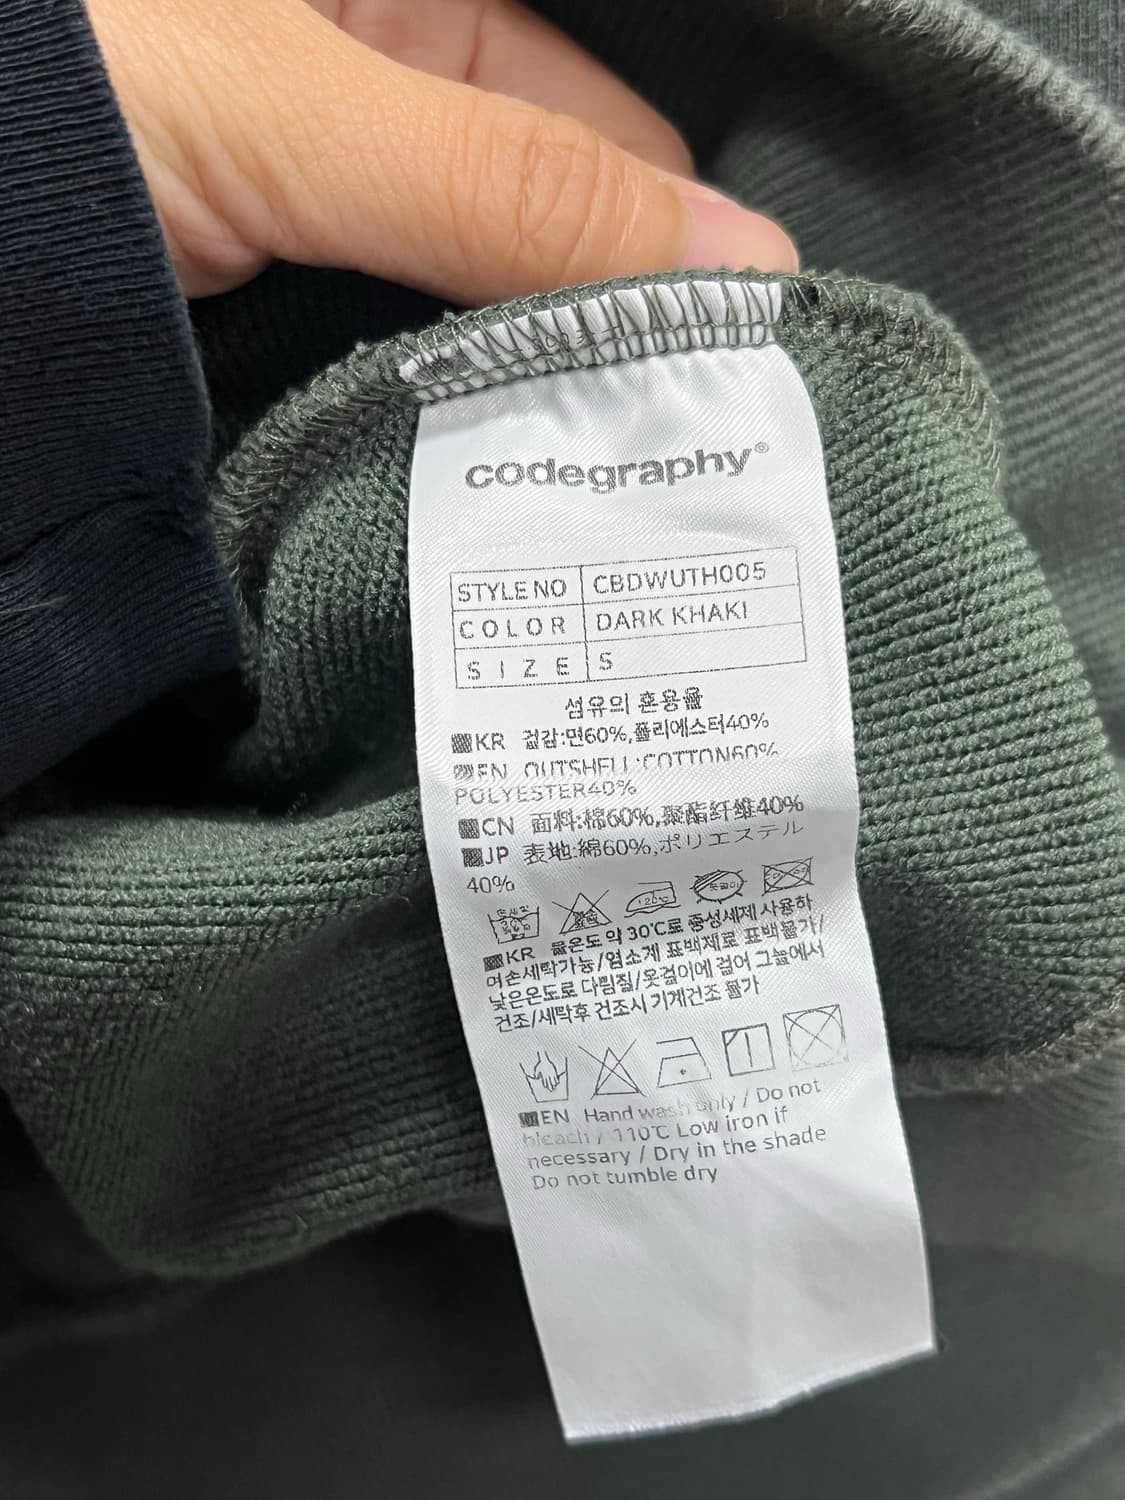 codegraphy®
STYLE NO CBDWUTH005
COLOR DARK KHAKI
SIZE S
섬유의 혼용율
KR 겉감:면60%,폴리에스터40%
EN OUTSHELL:COTTON60%
POLYESTER40%
CN 面料:棉60%,聚酯纤维40%
JP 表地:綿60%,ポリエステル
40%
KR 물온도 약 30℃로 중성세제 사용하
여손세탁가능/염소계 표백제로 표백불가/
낮은온도로 다림질/옷걸이에 걸어 그늘에서
건조/세탁후 건조시 기계건조 불가
EN Hand wash only / Do not
bleach / 110℃ Low iron if
necessary / Dry in the shade
Do not tumble dry